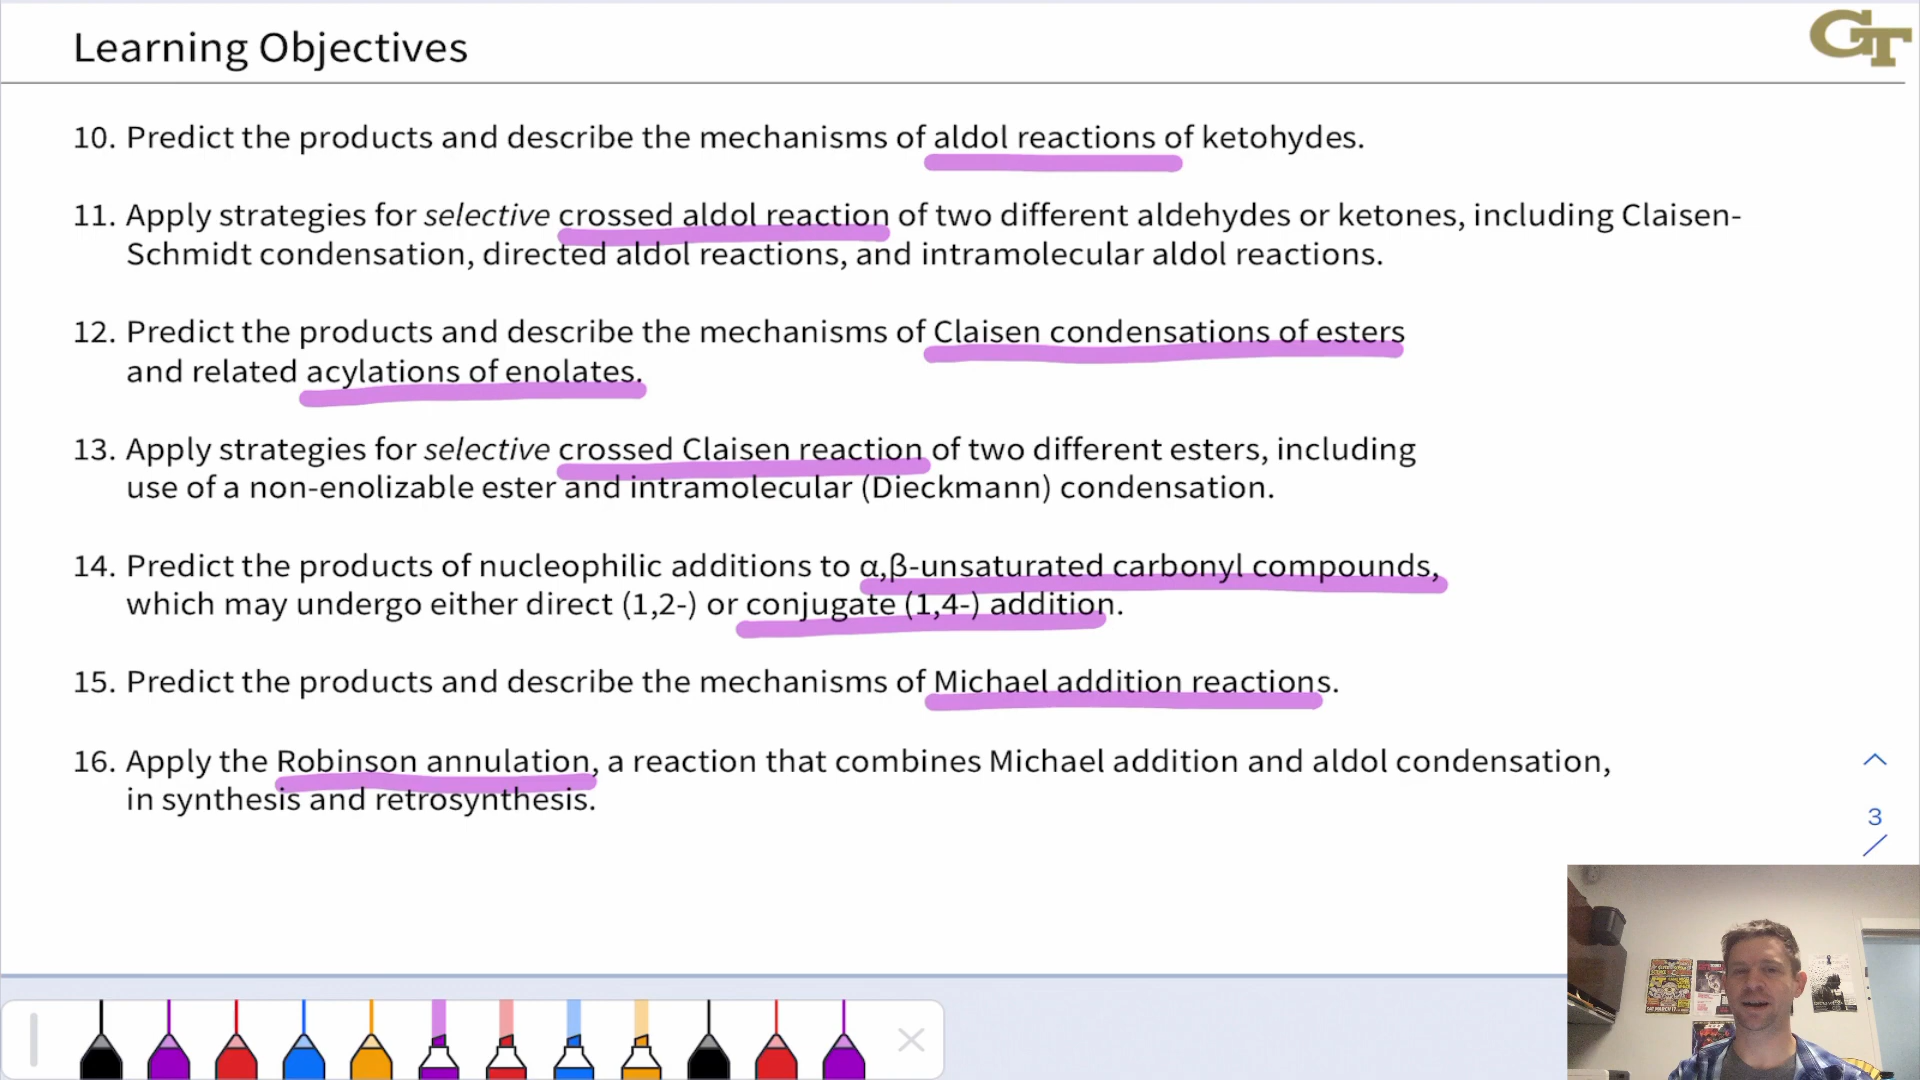 Learning Objectives
GT
10. Predict the products and describe the mechanisms of aldol reactions of ketohydes.
11. Apply strategies for selective crossed aldol reaction of two different aldehydes or ketones, including Claisen-
Schmidt condensation, directed aldol reactions, and intramolecular aldol reactions.
12. Predict the products and describe the mechanisms of Claisen condensations of esters
and related acylations of enolates.
13. Apply strategies for selective crossed Claisen reaction of two different esters, including
use of a non-enolizable ester and intramolecular (Dieckmann) condensation.
14. Predict the products of nucleophilic additions to α,β-unsaturated carbonyl compounds,
which may undergo either direct (1,2-) or conjugate (1,4-) addition.
15. Predict the products and describe the mechanisms of Michael addition reactions.
16. Apply the Robinson annulation, a reaction that combines Michael addition and aldol condensation,
in synthesis and retrosynthesis.
3